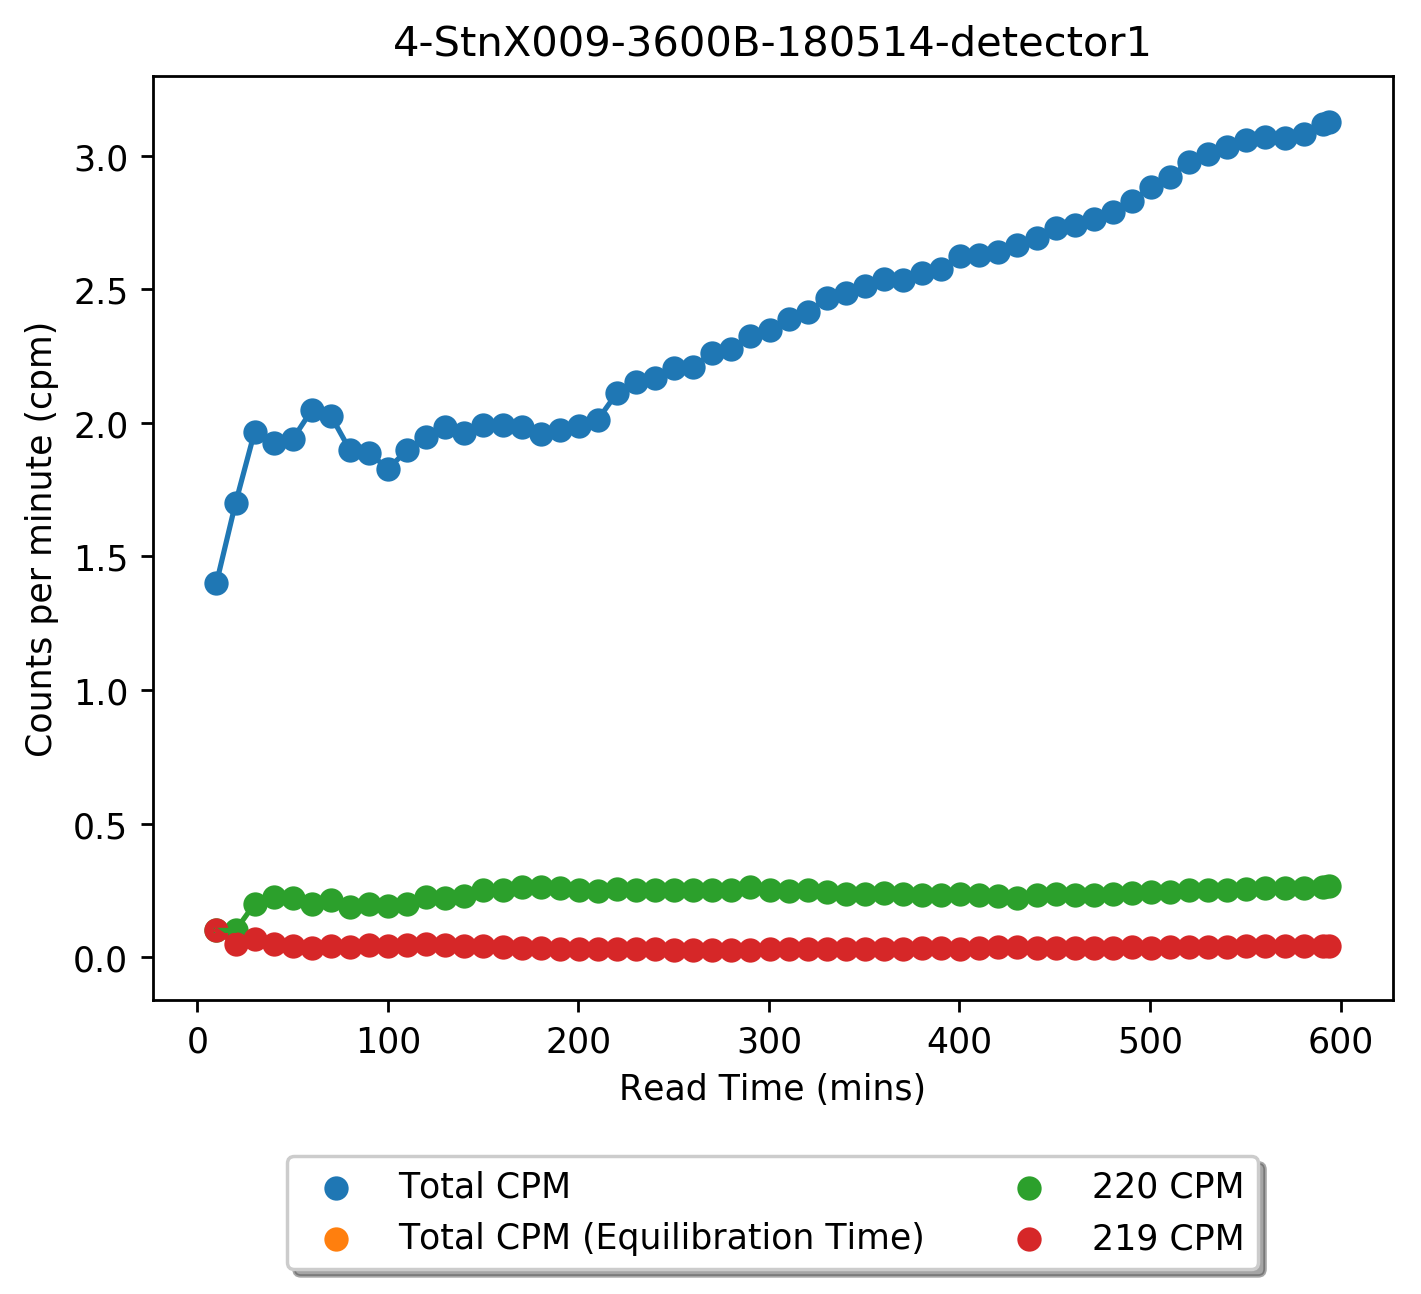 4-StnX009-3600B-180514-detector1
Counts per minute (cpm)
3.0
2.5
2.0
1.5
1.0
0.5
0.0
0 100 200 300 400 500 600
Read Time (mins)
Total CPM
Total CPM (Equilibration Time)
220 CPM
219 CPM